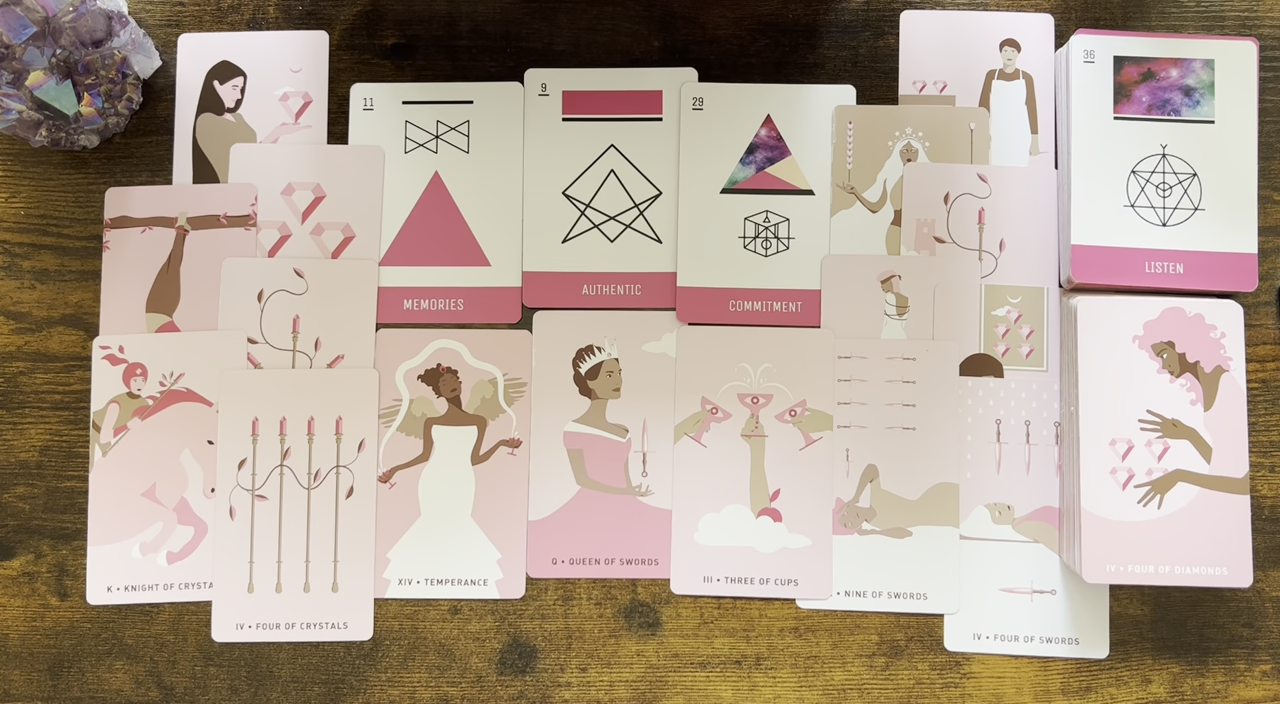 11
MEMORIES
9
AUTHENTIC
29
COMMITMENT
36
LISTEN
K • KNIGHT OF CRYSTA
IV • FOUR OF CRYSTALS
XIV • TEMPERANCE
Q • QUEEN OF SWORDS
III • THREE OF CUPS
• NINE OF SWORDS
IV • FOUR OF SWORDS
IV • FOUR OF DIAMONDS